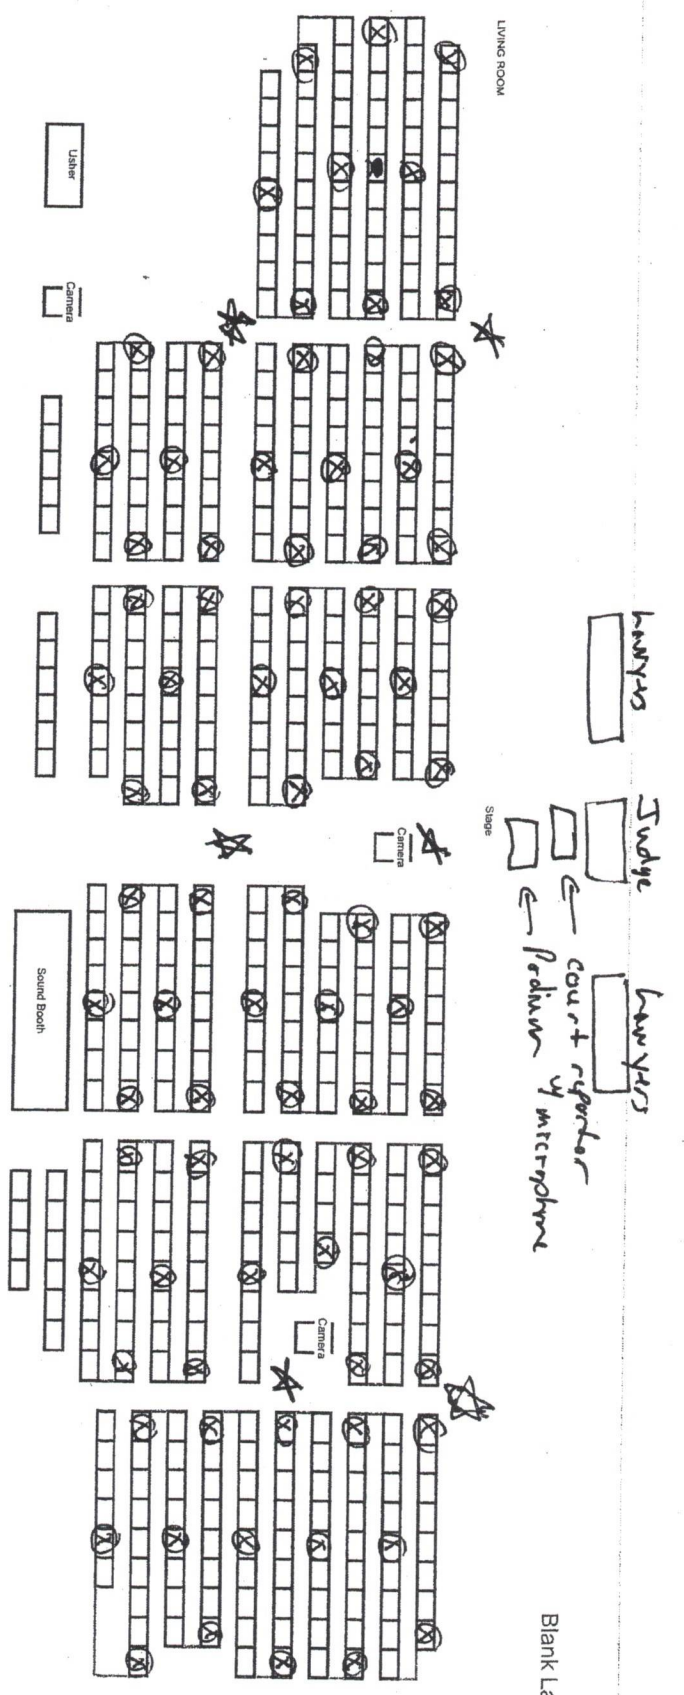 LIVING ROOM
Usher
Camera
Lawyers
Judge
Lawyers
← court reporter
← Podium w/ microphone
Stage
Camera
Sound Booth
Camera
Blank La